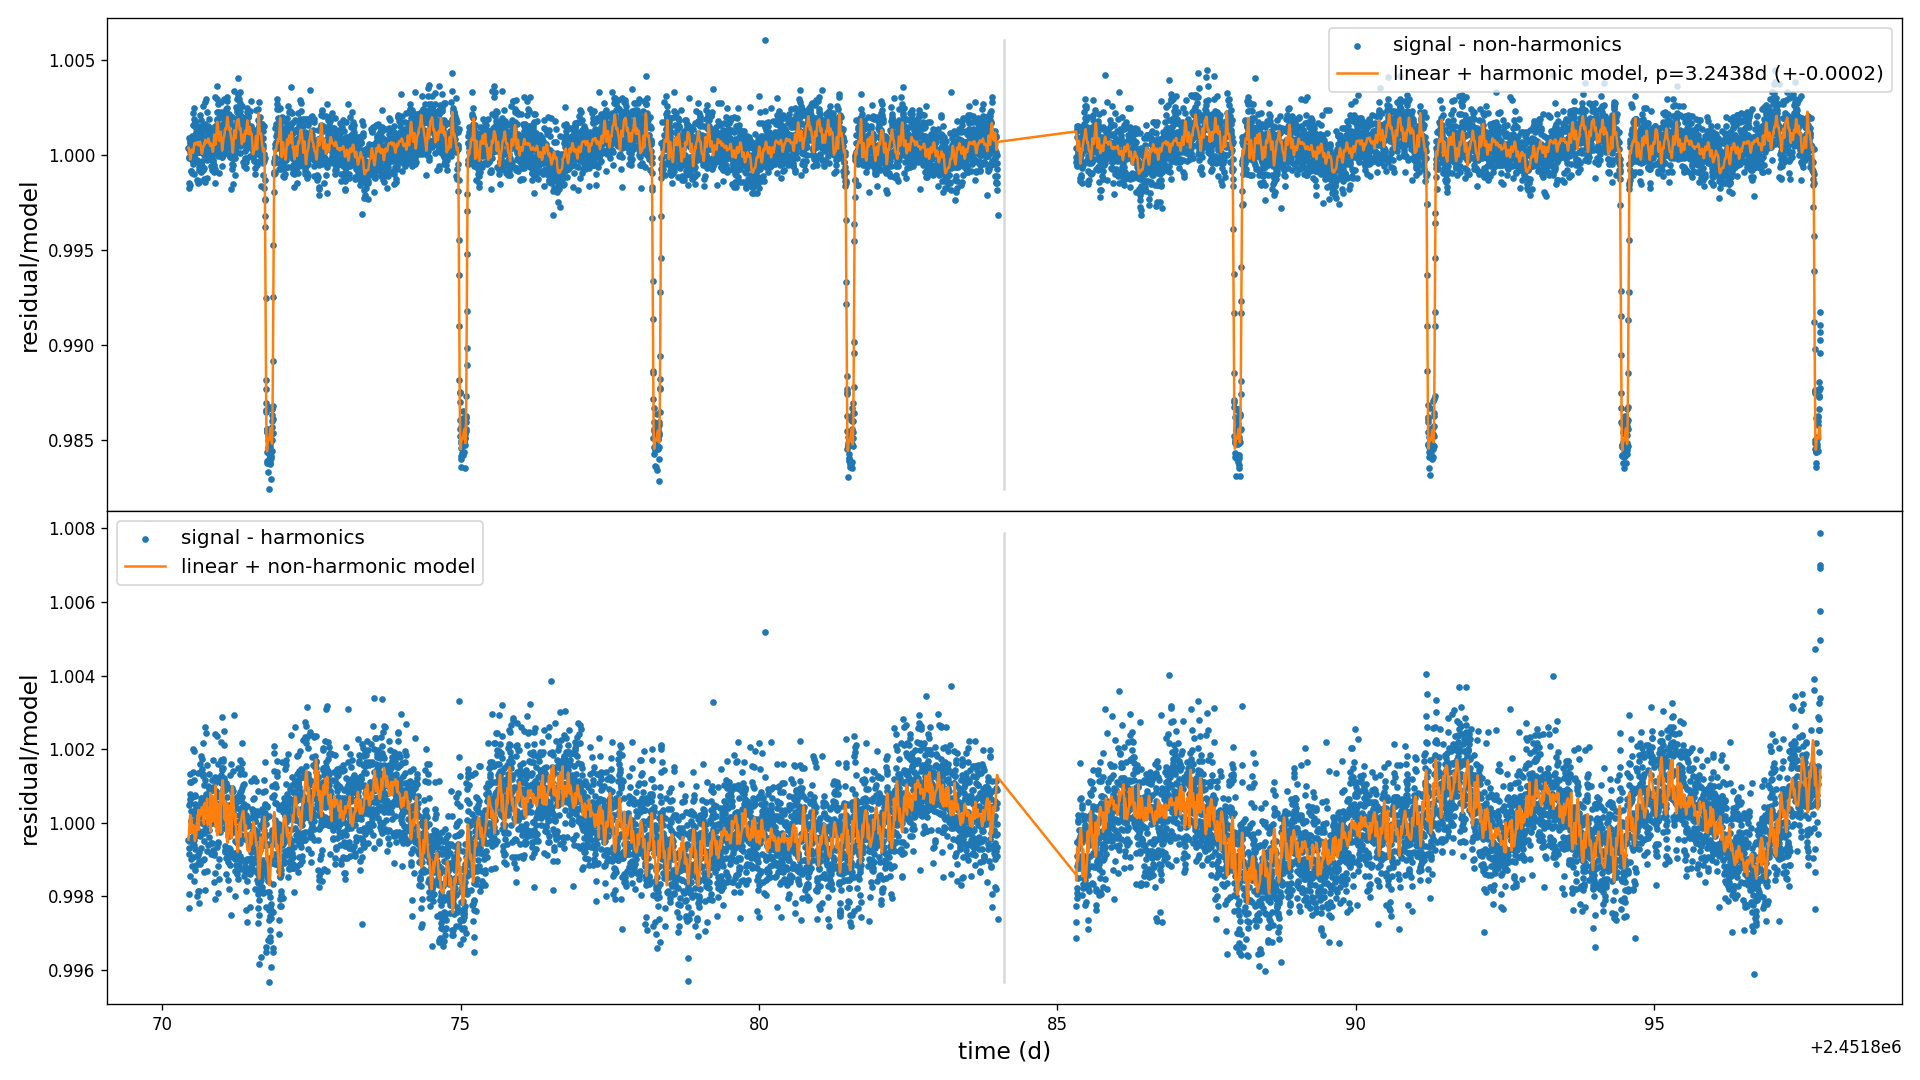 signal - non-harmonics
linear + harmonic model, p=3.2438d (+-0.0002)
1.005
1.000
0.995
0.990
0.985
residual/model
signal - harmonics
linear + non-harmonic model
1.008
1.006
1.004
1.002
1.000
0.998
0.996
residual/model
70 75 80 85 90 95
time (d)
+2.4518e6